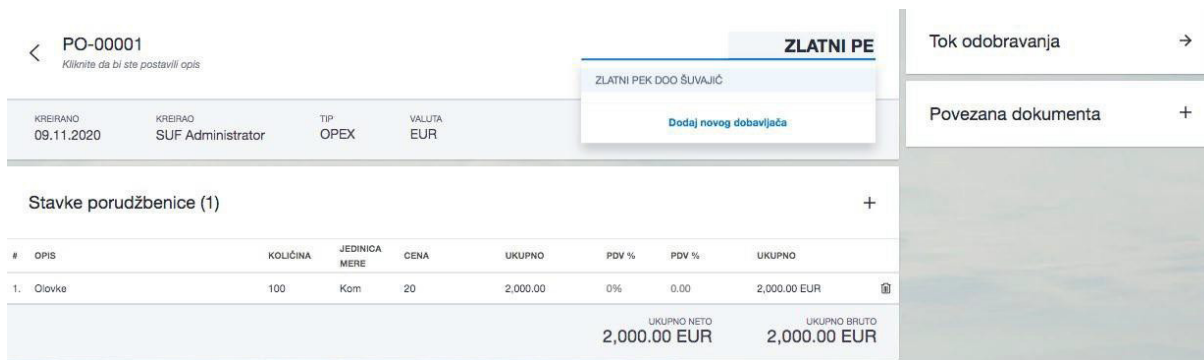 PO-00001
Kliknite da bi ste postavili opis
ZLATNI PE
ZLATNI PEK DOO ŠUVAJIĆ
Dodaj novog dobavljača
KREIRANO
09.11.2020
KREIRAO
SUF Administrator
TIP
OPEX
VALUTA
EUR
Tok odobravanja
Povezana dokumenta
Stavke porudžbenice (1)
# OPIS KOLIČINA JEDINICA MERE CENA UKUPNO PDV % PDV % UKUPNO
1. Olovke 100 Kom 20 2,000.00 0% 0.00 2,000.00 EUR
UKUPNO NETO
2,000.00 EUR
UKUPNO BRUTO
2,000.00 EUR